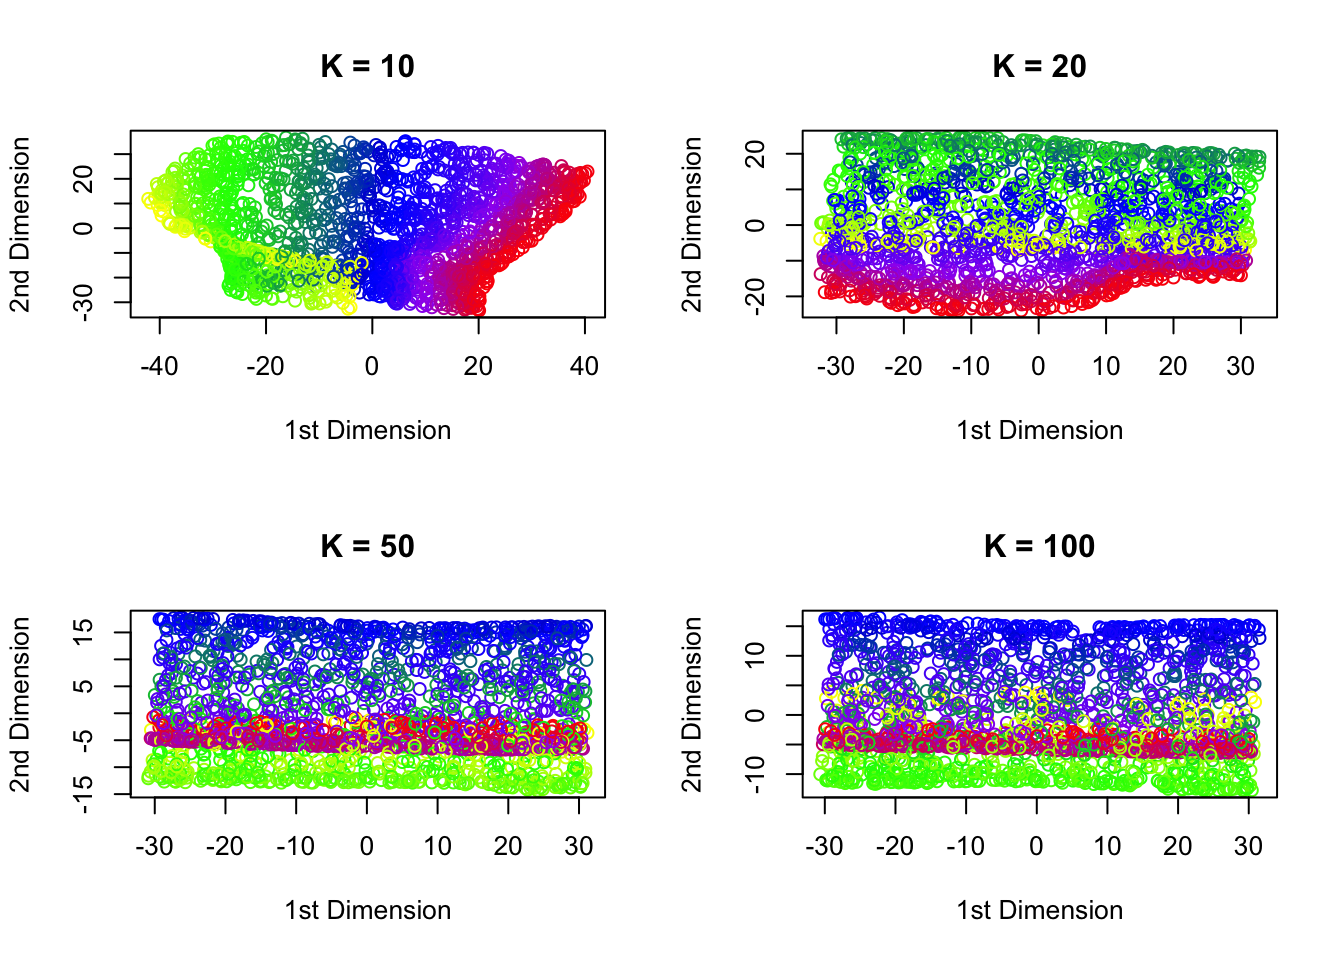 K = 10
2nd Dimension
20
0
-30
-40 -20 0 20 40
1st Dimension
K = 20
2nd Dimension
20
0
-20
-30 -20 -10 0 10 20 30
1st Dimension
K = 50
2nd Dimension
15
5
-5
-15
-30 -20 -10 0 10 20 30
1st Dimension
K = 100
2nd Dimension
10
0
-10
-30 -20 -10 0 10 20 30
1st Dimension